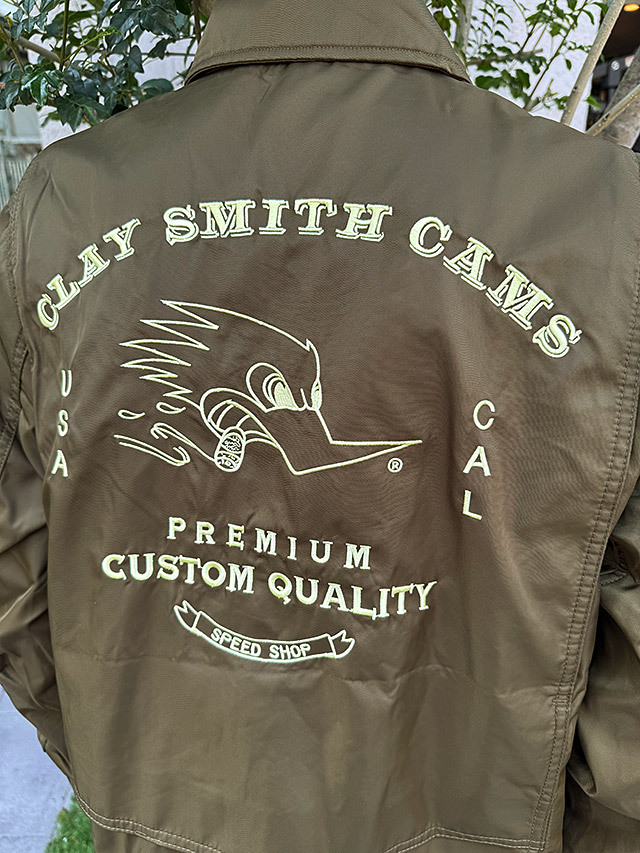 CLAY SMITH CAMS
USA
CAL
®
PREMIUM
CUSTOM QUALITY
SPEED SHOP